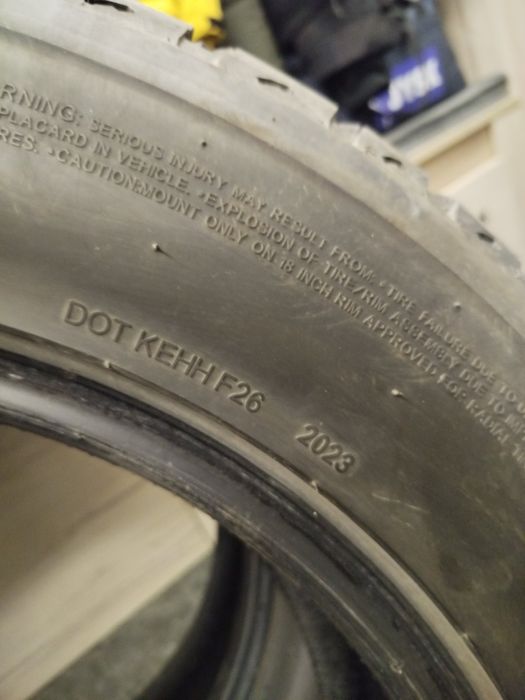 RNING: SERIOUS INJURY MAY RESULT FROM: • TIRE FAILURE DUE TO
PLACARD IN VEHICLE. • EXPLOSION OF TIRE/RIM ASSEMBLY DUE TO
RES. • CAUTION:MOUNT ONLY ON 18 INCH RIM APPROVED FOR RADIAL
DOT KEHH F26 2023
JYSK